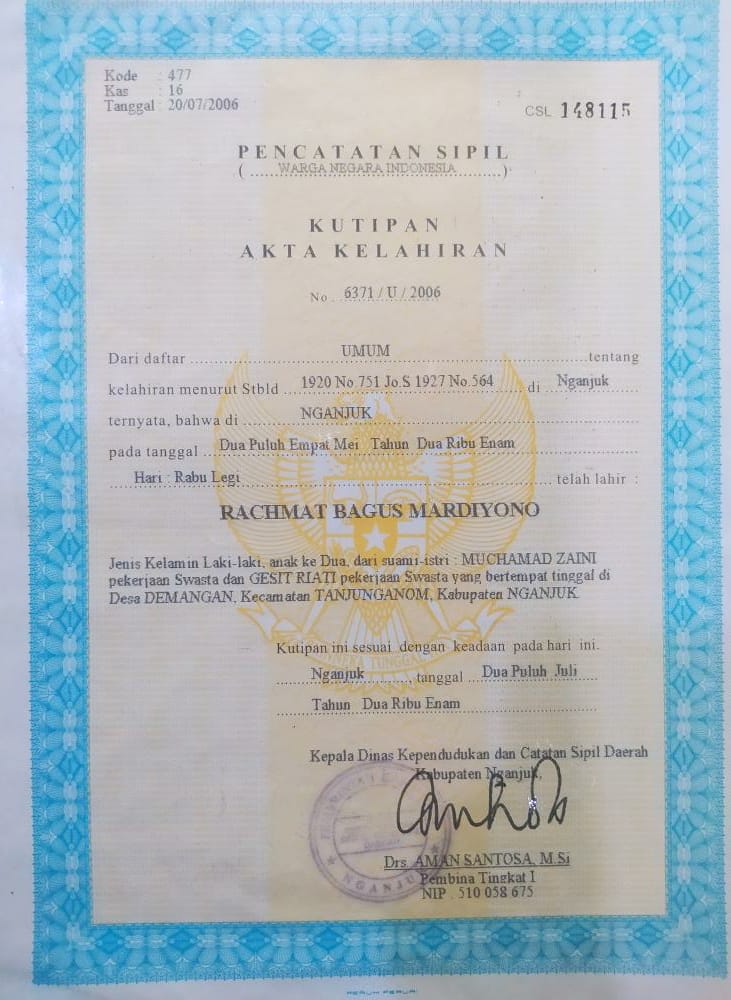 Kode : 477
Kas : 16
Tanggal : 20/07/2006
CSL 148115
PENCATATAN SIPIL
( WARGA NEGARA INDONESIA )
KUTIPAN
AKTA KELAHIRAN
No. 6371 / U / 2006
Dari daftar UMUM tentang
kelahiran menurut Stbld 1920 No 751 Jo.S 1927 No.564 di Nganjuk
ternyata, bahwa di NGANJUK
pada tanggal Dua Puluh Empat Mei Tahun Dua Ribu Enam
Hari : Rabu Legi telah lahir :
RACHMAT BAGUS MARDIYONO
Jenis Kelamin Laki-laki, anak ke Dua, dari suami-istri : MUCHAMAD ZAINI
pekerjaan Swasta dan GESIT RIATI pekerjaan Swasta yang bertempat tinggal di
Desa DEMANGAN, Kecamatan TANJUNGANOM, Kabupaten NGANJUK.
TUNGGAL
Kutipan ini sesuai dengan keadaan pada hari ini.
Nganjuk, tanggal Dua Puluh Juli
Tahun Dua Ribu Enam
Kepala Dinas Kependudukan dan Catatan Sipil Daerah
Kabupaten Nganjuk,
NGANJUK
Drs. AMAN SANTOSA, M.Si
Pembina Tingkat I
NIP . 510 058 675
PERUM PERURI